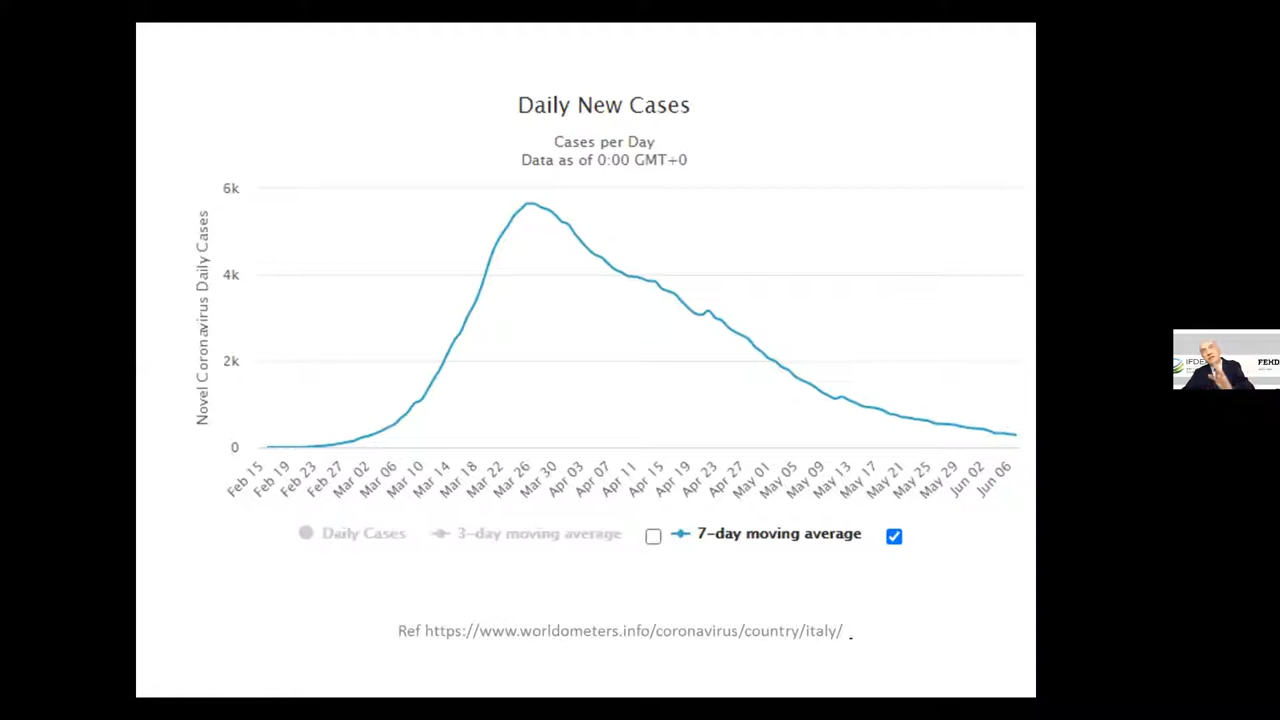 Daily New Cases
Cases per Day
Data as of 0:00 GMT+0
Novel Coronavirus Daily Cases
6k
4k
2k
0
Feb 15
Feb 19
Feb 23
Feb 27
Mar 02
Mar 06
Mar 10
Mar 14
Mar 18
Mar 22
Mar 26
Mar 30
Apr 03
Apr 07
Apr 11
Apr 15
Apr 19
Apr 23
Apr 27
May 01
May 05
May 09
May 13
May 17
May 21
May 25
May 29
Jun 02
Jun 06
Daily Cases 3-day moving average 7-day moving average
Ref https://www.worldometers.info/coronavirus/country/italy/ .